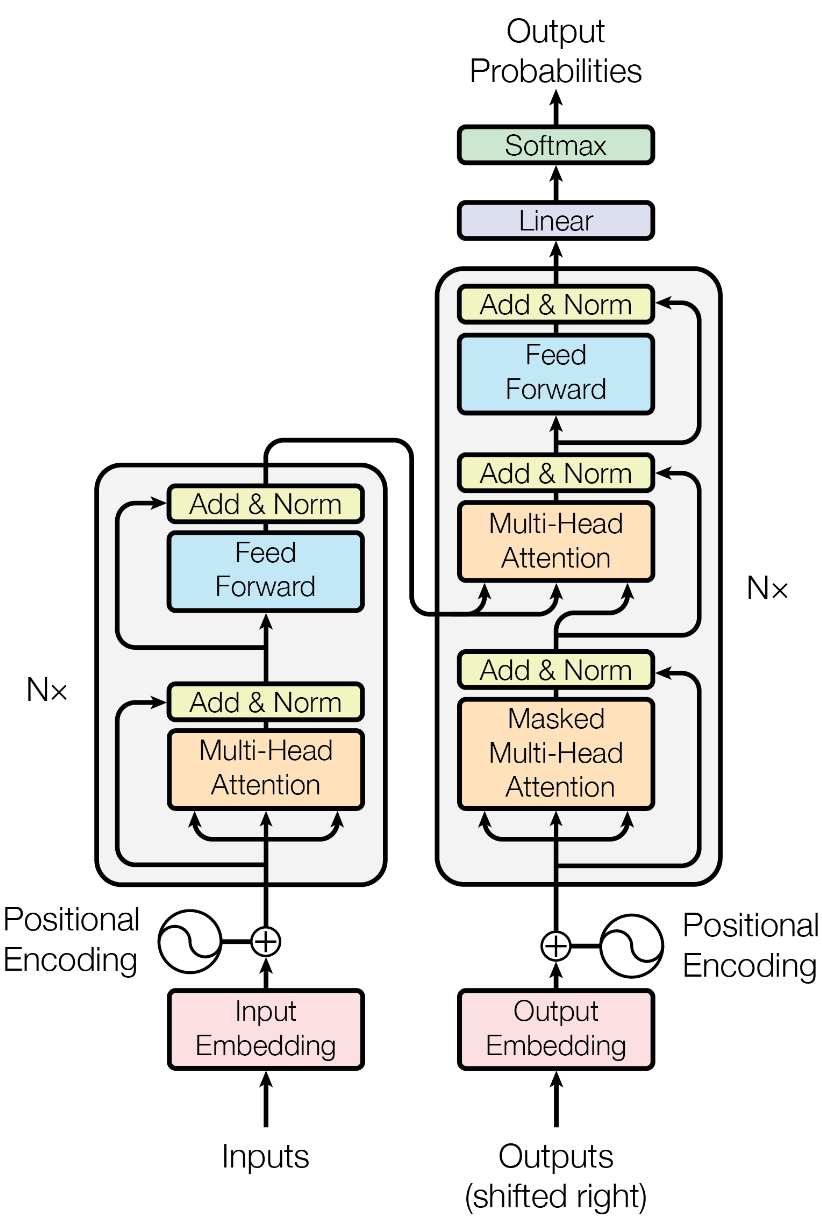 Output
Probabilities
Softmax
Linear
Add & Norm
Feed
Forward
Add & Norm
Multi-Head
Attention
Add & Norm
Masked
Multi-Head
Attention
N×
Add & Norm
Feed
Forward
Add & Norm
Multi-Head
Attention
N×
Positional
Encoding
Positional
Encoding
Input
Embedding
Output
Embedding
Inputs
Outputs
(shifted right)